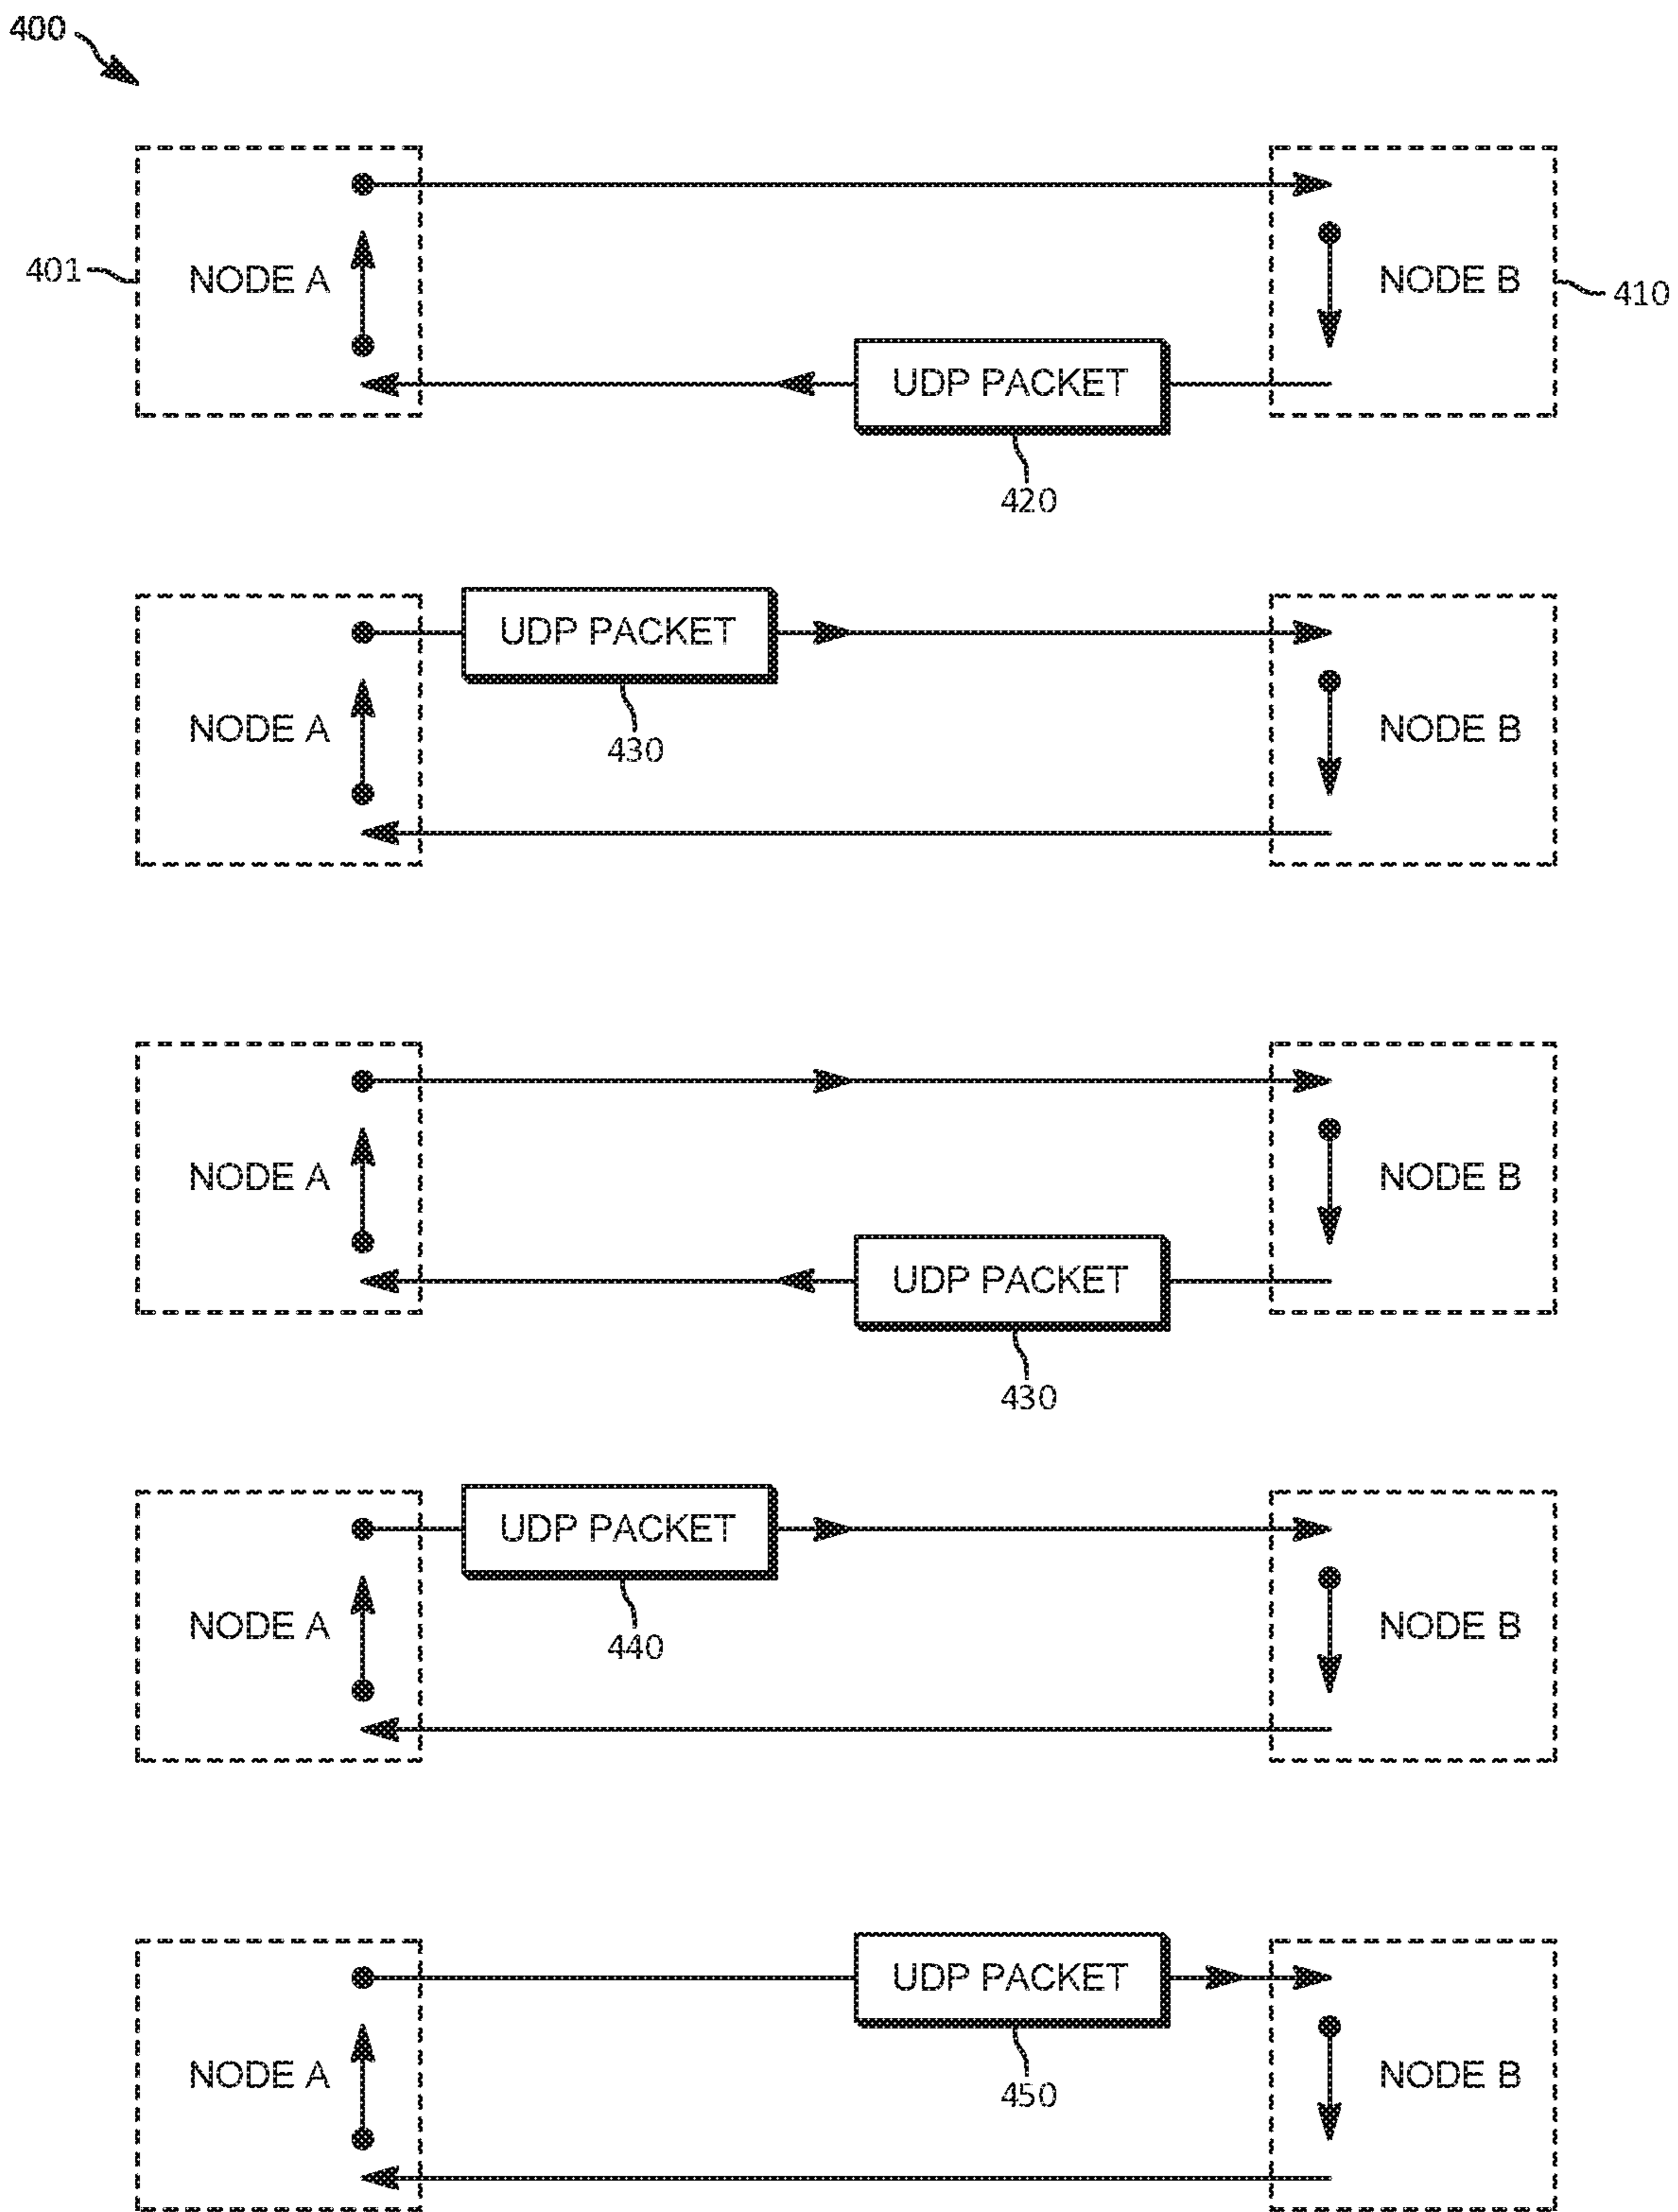 400
401
NODE A
NODE B
410
UDP PACKET
420
UDP PACKET
NODE A
430
NODE B
NODE A
NODE B
UDP PACKET
430
UDP PACKET
NODE A
440
NODE B
UDP PACKET
NODE A
450
NODE B